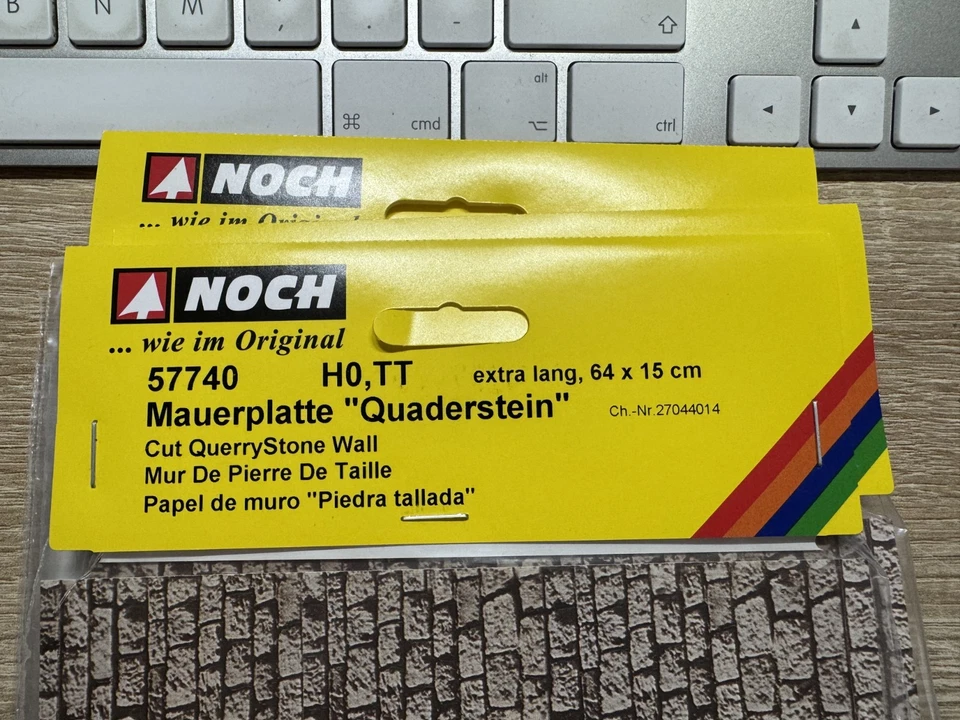 B N M , . -
⌘ cmd alt ⌥ ctrl
NOCH
... wie im Original
NOCH
... wie im Original
57740 H0,TT extra lang, 64 x 15 cm
Mauerplatte "Quaderstein" Ch.-Nr.27044014
Cut QuerryStone Wall
Mur De Pierre De Taille
Papel de muro "Piedra tallada"